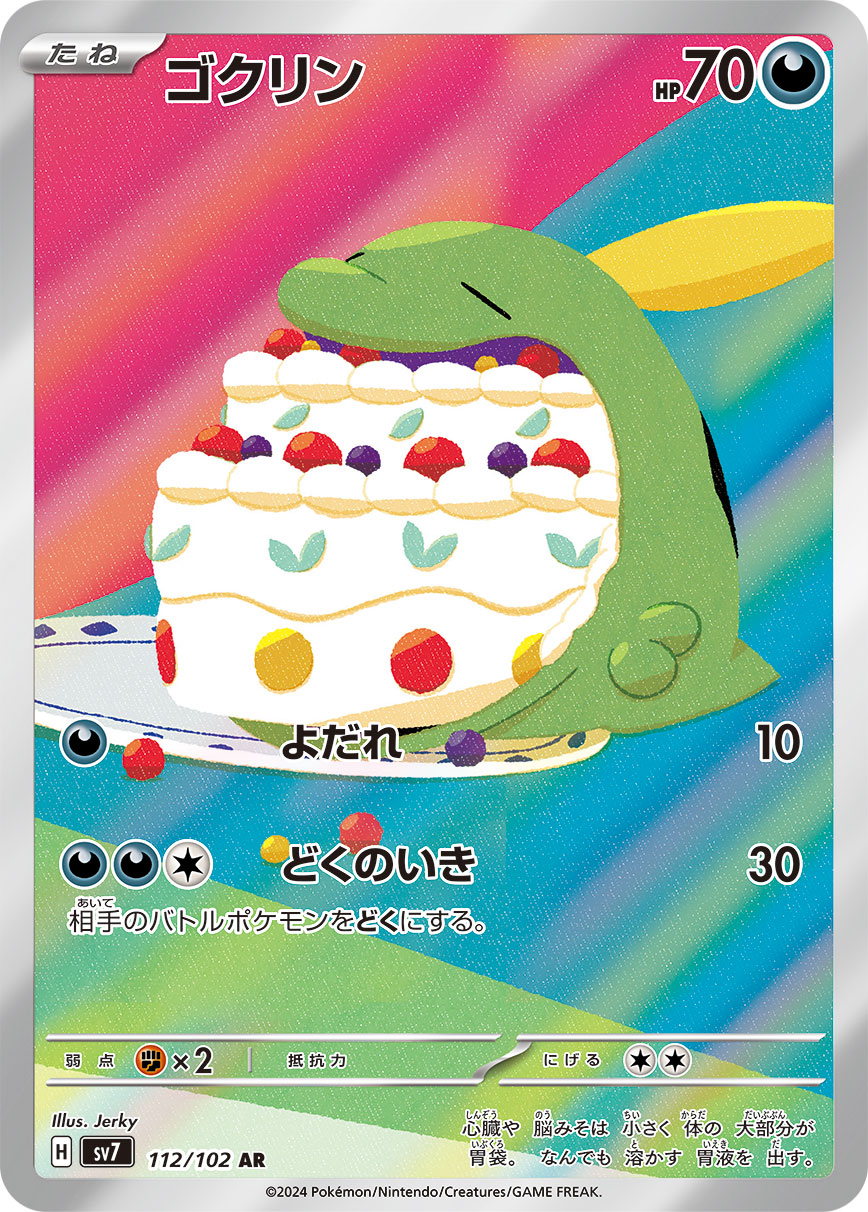 たね ゴクリン HP70
よだれ 10
どくのいき 30
相手のバトルポケモンをどくにする。
弱点 ×2 抵抗力 にげる
Illus. Jerky
H sv7 112/102 AR
心臓や 脳みそは 小さく 体の 大部分が
胃袋。 なんでも 溶かす 胃液を 出す。
©2024 Pokémon/Nintendo/Creatures/GAME FREAK.